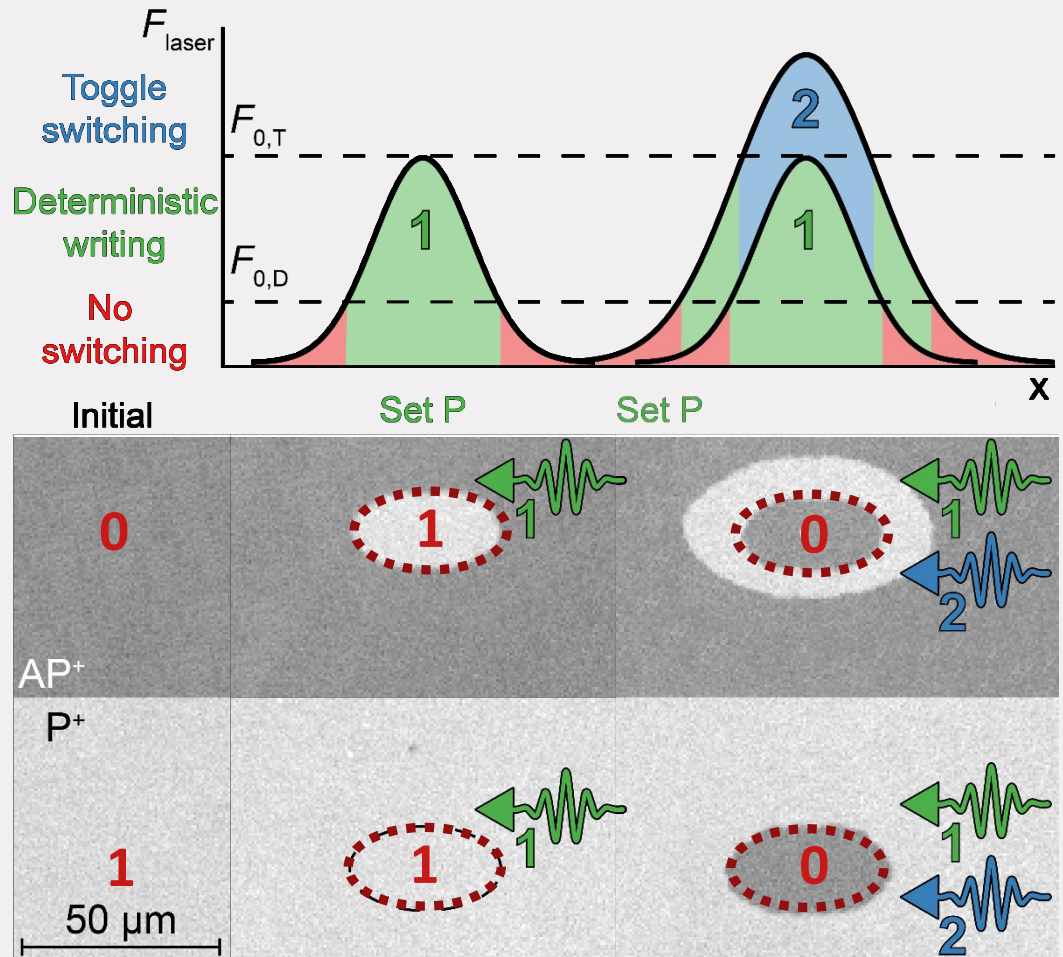 F laser
Toggle
switching
F 0,T
2
Deterministic
writing
1
1
F 0,D
No
switching
x
Initial
Set P
Set P
0
1
1
0
1
2
AP+
P+
1
1
1
0
1
2
50 µm